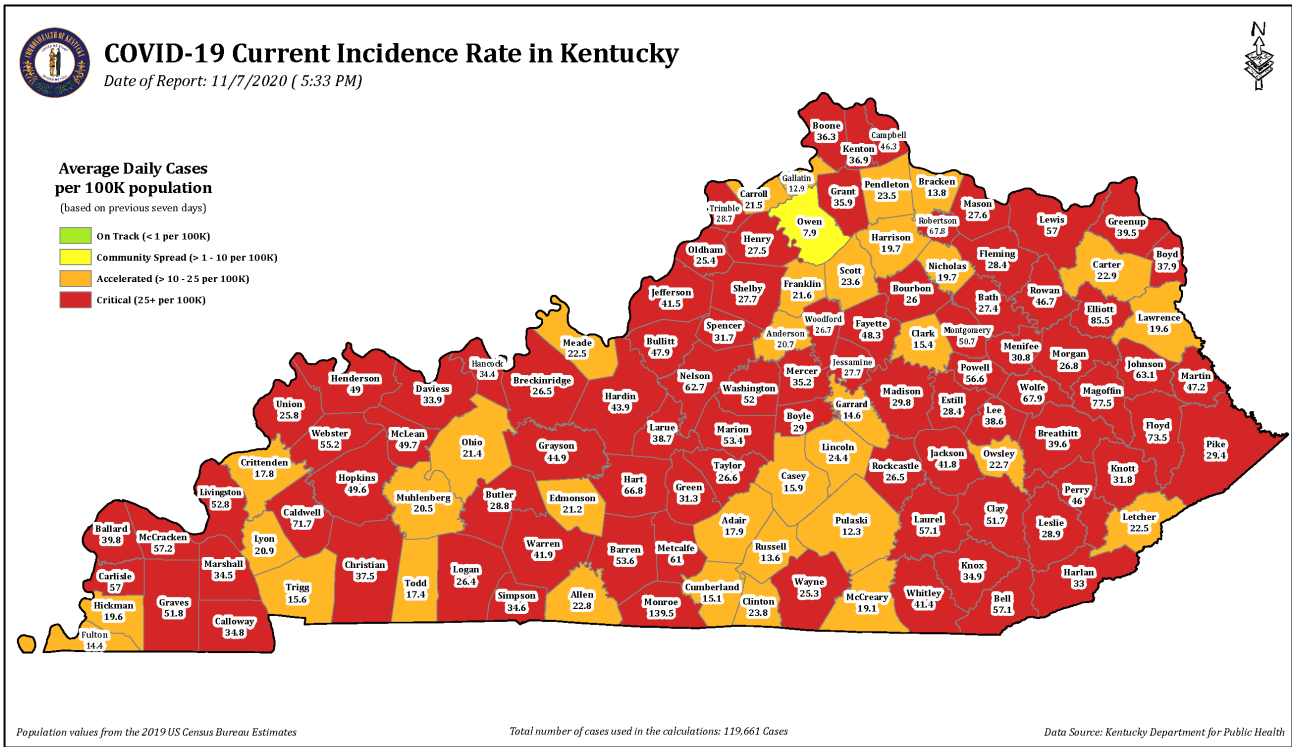 COVID-19 Current Incidence Rate in Kentucky
Date of Report: 11/7/2020 ( 5:33 PM)
N
Average Daily Cases
per 100K population
(based on previous seven days)
On Track (< 1 per 100K)
Community Spread (> 1 - 10 per 100K)
Accelerated (> 10 - 25 per 100K)
Critical (25+ per 100K)
Boone
36.3
Campbell
46.3
Kenton
36.9
Gallatin
12.9
Carroll
21.5
Grant
35.9
Pendleton
23.5
Bracken
13.8
Trimble
28.7
Owen
7.9
Mason
27.6
Robertson
67.8
Lewis
57
Greenup
39.5
Oldham
25.4
Henry
27.5
Harrison
19.7
Fleming
28.4
Boyd
37.9
Carter
22.9
Nicholas
19.7
Scott
23.6
Franklin
21.6
Shelby
27.7
Jefferson
41.5
Bourbon
26
Bath
27.4
Rowan
46.7
Elliott
85.5
Lawrence
19.6
Spencer
31.7
Woodford
26.7
Fayette
48.3
Anderson
20.7
Clark
15.4
Montgomery
50.7
Menifee
30.8
Morgan
26.8
Meade
22.5
Bullitt
47.9
Jessamine
27.7
Mercer
35.2
Powell
56.6
Johnson
63.1
Martin
47.2
Hancock
34.4
Henderson
49
Daviess
33.9
Breckinridge
26.5
Nelson
62.7
Washington
52
Madison
29.8
Wolfe
67.9
Magoffin
77.5
Hardin
43.9
Garrard
14.6
Estill
28.4
Lee
38.6
Union
25.8
Boyle
29
Floyd
73.5
Webster
55.2
McLean
49.7
Ohio
21.4
Larue
38.7
Marion
53.4
Breathitt
39.6
Pike
29.4
Grayson
44.9
Lincoln
24.4
Jackson
41.8
Owsley
22.7
Crittenden
17.8
Rockcastle
26.5
Taylor
26.6
Knott
31.8
Hopkins
49.6
Hart
66.8
Green
31.3
Casey
15.9
Perry
46
Livingston
52.8
Muhlenberg
20.5
Butler
28.8
Edmonson
21.2
Caldwell
71.7
Clay
51.7
Letcher
22.5
Adair
17.9
Pulaski
12.3
Laurel
57.1
Leslie
28.9
Ballard
39.8
McCracken
57.2
Lyon
20.9
Warren
41.9
Barren
53.6
Metcalfe
61
Russell
13.6
Marshall
34.5
Christian
37.5
Knox
34.9
Carlisle
57
Logan
26.4
Harlan
33
Trigg
15.6
Todd
17.4
Wayne
25.3
Cumberland
15.1
Simpson
34.6
Allen
22.8
Monroe
139.5
Clinton
23.8
McCreary
19.1
Whitley
41.4
Bell
57.1
Hickman
19.6
Graves
51.8
Calloway
34.8
Fulton
14.4
Population values from the 2019 US Census Bureau Estimates
Total number of cases used in the calculations: 119,661 Cases
Data Source: Kentucky Department for Public Health